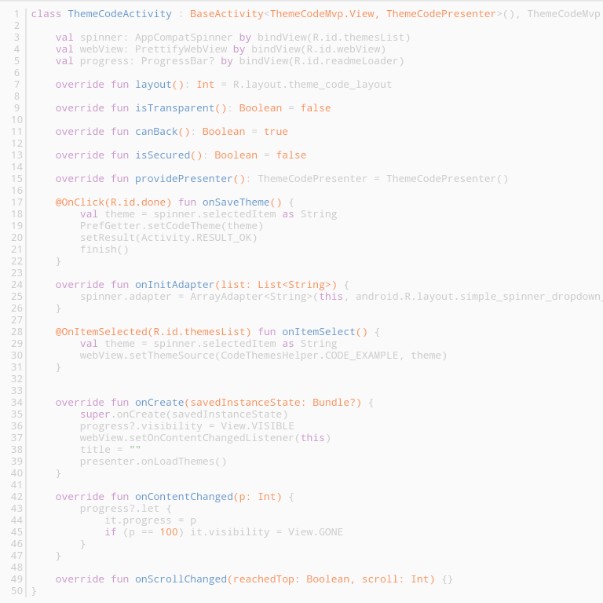 1 class ThemeCodeActivity : BaseActivity<ThemeCodeMvp.View, ThemeCodePresenter>(), ThemeCodeMvp
2
3 val spinner: AppCompatSpinner by bindView(R.id.themesList)
4 val webView: PrettifyWebView by bindView(R.id.webView)
5 val progress: ProgressBar? by bindView(R.id.readmeLoader)
6
7 override fun layout(): Int = R.layout.theme_code_layout
8
9 override fun isTransparent(): Boolean = false
10
11 override fun canBack(): Boolean = true
12
13 override fun isSecured(): Boolean = false
14
15 override fun providePresenter(): ThemeCodePresenter = ThemeCodePresenter()
16
17 @OnClick(R.id.done) fun onSaveTheme() {
18 val theme = spinner.selectedItem as String
19 PrefGetter.setCodeTheme(theme)
20 setResult(Activity.RESULT_OK)
21 finish()
22 }
23
24 override fun onInitAdapter(list: List<String>) {
25 spinner.adapter = ArrayAdapter<String>(this, android.R.layout.simple_spinner_dropdown_
26 }
27
28 @OnItemSelected(R.id.themesList) fun onItemSelect() {
29 val theme = spinner.selectedItem as String
30 webView.setThemeSource(CodeThemesHelper.CODE_EXAMPLE, theme)
31 }
32
33
34 override fun onCreate(savedInstanceState: Bundle?) {
35 super.onCreate(savedInstanceState)
36 progress?.visibility = View.VISIBLE
37 webView.setOnContentChangedListener(this)
38 title = ""
39 presenter.onLoadThemes()
40 }
41
42 override fun onContentChanged(p: Int) {
43 progress?.let {
44 it.progress = p
45 if (p == 100) it.visibility = View.GONE
46 }
47 }
48
49 override fun onScrollChanged(reachedTop: Boolean, scroll: Int) {}
50 }